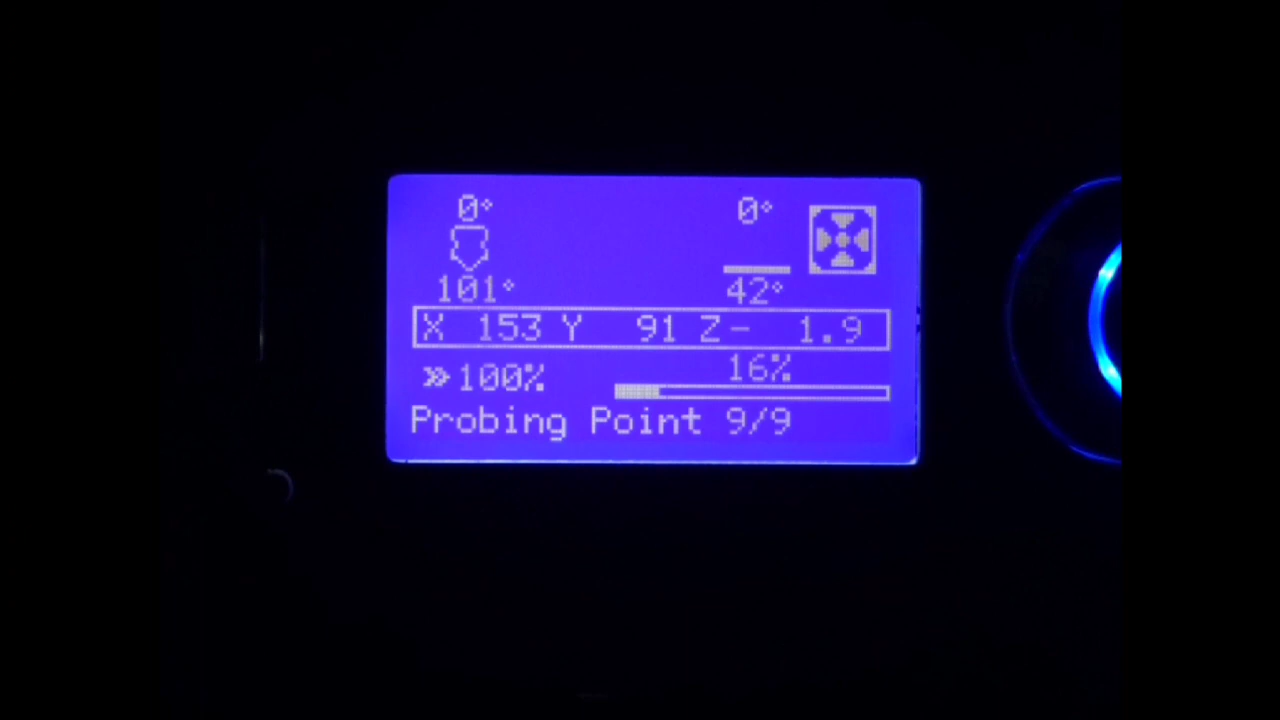 0° 0°
101° 42°
X 153 Y 91 Z- 1.9
16%
»100%
Probing Point 9/9